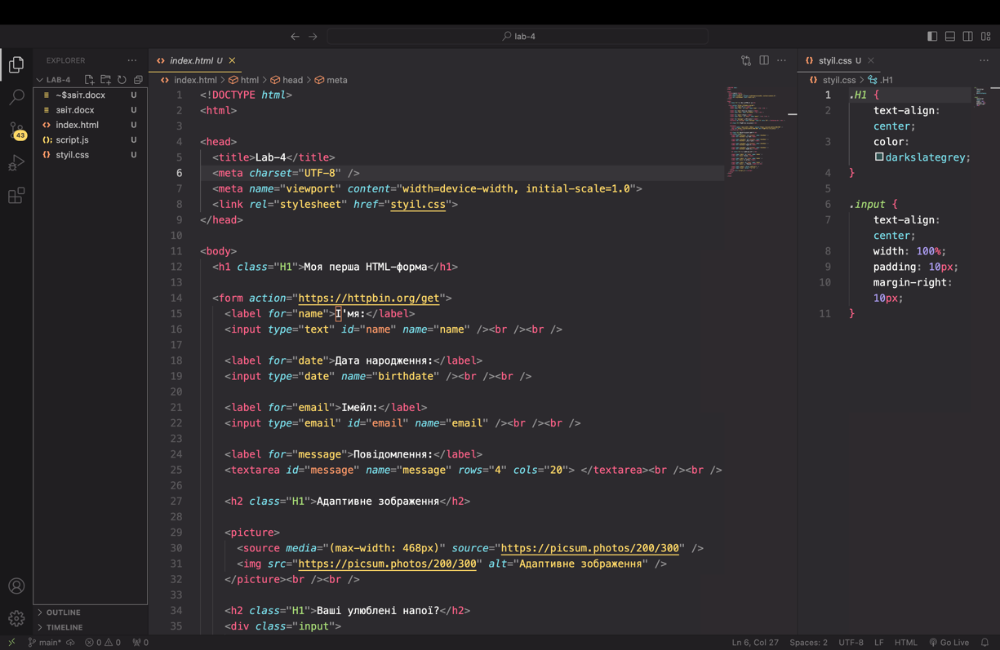 lab-4
EXPLORER
LAB-4
~$звіт.docx U
звіт.docx U
index.html U
script.js U
styil.css U
43
OUTLINE
TIMELINE
index.html U
index.html > html > head > meta
1 <!DOCTYPE html>
2 <html>
3
4 <head>
5 <title>Lab-4</title>
6 <meta charset="UTF-8" />
7 <meta name="viewport" content="width=device-width, initial-scale=1.0">
8 <link rel="stylesheet" href="styil.css">
9 </head>
10
11 <body>
12 <h1 class="H1">Моя перша HTML-форма</h1>
13
14 <form action="https://httpbin.org/get">
15 <label for="name">І'мя:</label>
16 <input type="text" id="name" name="name" /><br /><br />
17
18 <label for="date">Дата народження:</label>
19 <input type="date" name="birthdate" /><br /><br />
20
21 <label for="email">Імейл:</label>
22 <input type="email" id="email" name="email" /><br /><br />
23
24 <label for="message">Повідомлення:</label>
25 <textarea id="message" name="message" rows="4" cols="20"> </textarea><br /><br />
26
27 <h2 class="H1">Адаптивне зображення</h2>
28
29 <picture>
30 <source media="(max-width: 468px)" source="https://picsum.photos/200/300" />
31 <img src="https://picsum.photos/200/300" alt="Адаптивне зображення" />
32 </picture><br /><br />
33
34 <h2 class="H1">Ваші улюблені напої?</h2>
35 <div class="input">
styil.css U
styil.css > .H1
1 .H1 {
2 text-align:
center;
3 color:
darkslategrey;
4 }
5
6 .input {
7 text-align:
center;
8 width: 100%;
9 padding: 10px;
10 margin-right:
10px;
11 }
main* 0 0 0 Ln 6, Col 27 Spaces: 2 UTF-8 LF HTML Go Live